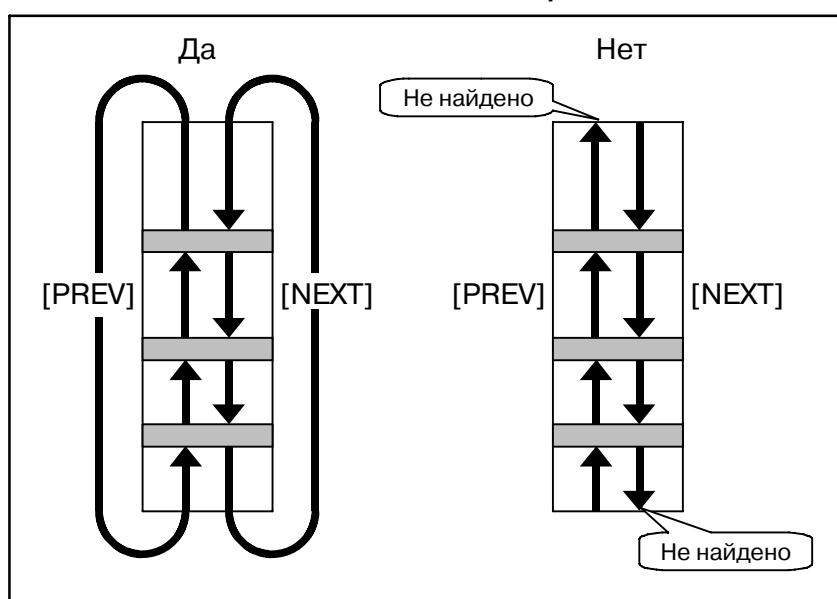 Да
Нет
Не найдено
[PREV]
[NEXT]
[PREV]
[NEXT]
Не найдено